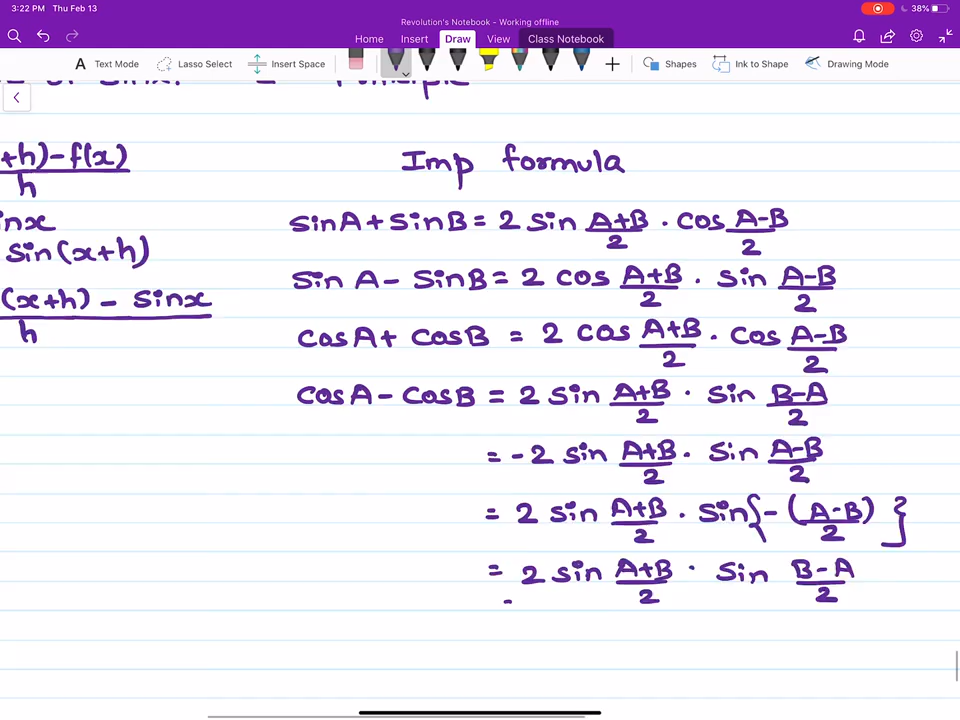 3:22 PM Thu Feb 13
38%
Revolution's Notebook - Working offline
Home Insert Draw View Class Notebook
Text Mode Lasso Select Insert Space Shapes Ink to Shape Drawing Mode
+h)-f(x)
h
inx
sin(x+h)
(x+h) - sinx
h
Imp formula
sinA+sinB = 2 sin A+B/2 . cos A-B/2
sin A - sinB = 2 cos A+B/2 . sin A-B/2
cosA + cosB = 2 cos A+B/2 . cos A-B/2
cosA - cosB = 2 sin A+B/2 . sin B-A/2
= -2 sin A+B/2 . sin A-B/2
= 2 sin A+B/2 . sin{-(A-B)/2}
= 2 sin A+B/2 . sin B-A/2